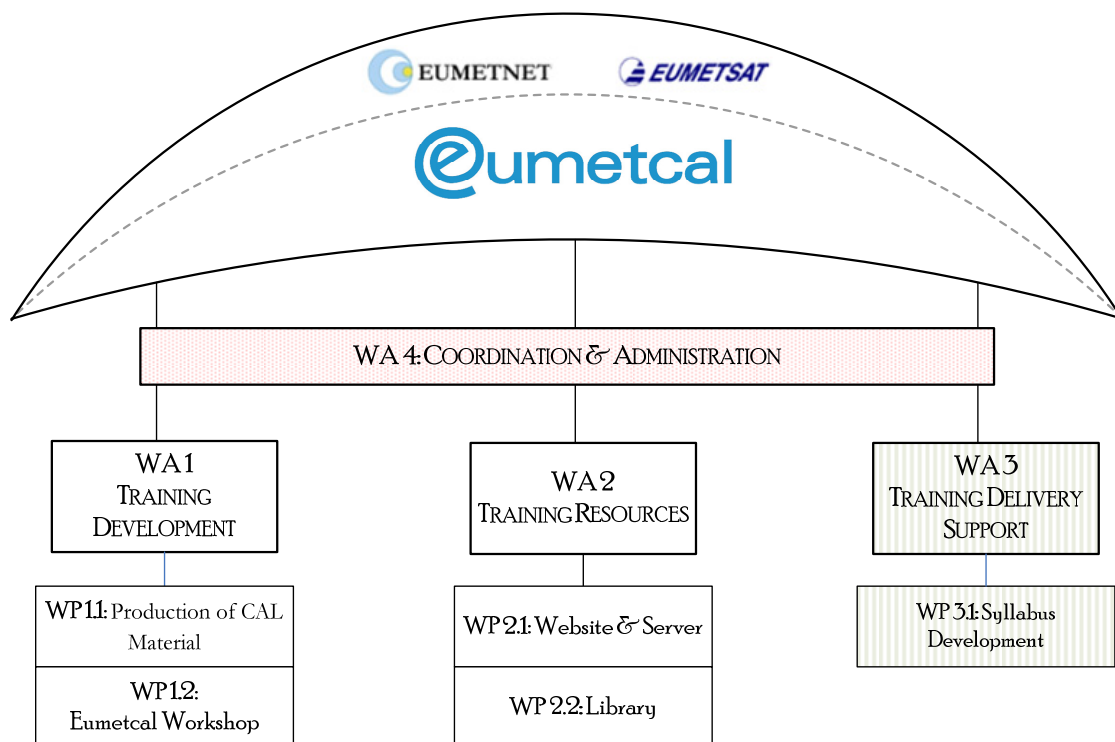 EUMETNET
EUMETSAT
eumetcal
WA 4: COORDINATION & ADMINISTRATION
WA 1
TRAINING
DEVELOPMENT
WA 2
TRAINING RESOURCES
WA 3
TRAINING DELIVERY
SUPPORT
WP 1.1: Production of CAL
Material
WP 1.2:
Eumetcal Workshop
WP 2.1: Website & Server
WP 2.2: Library
WP 3.1: Syllabus
Development